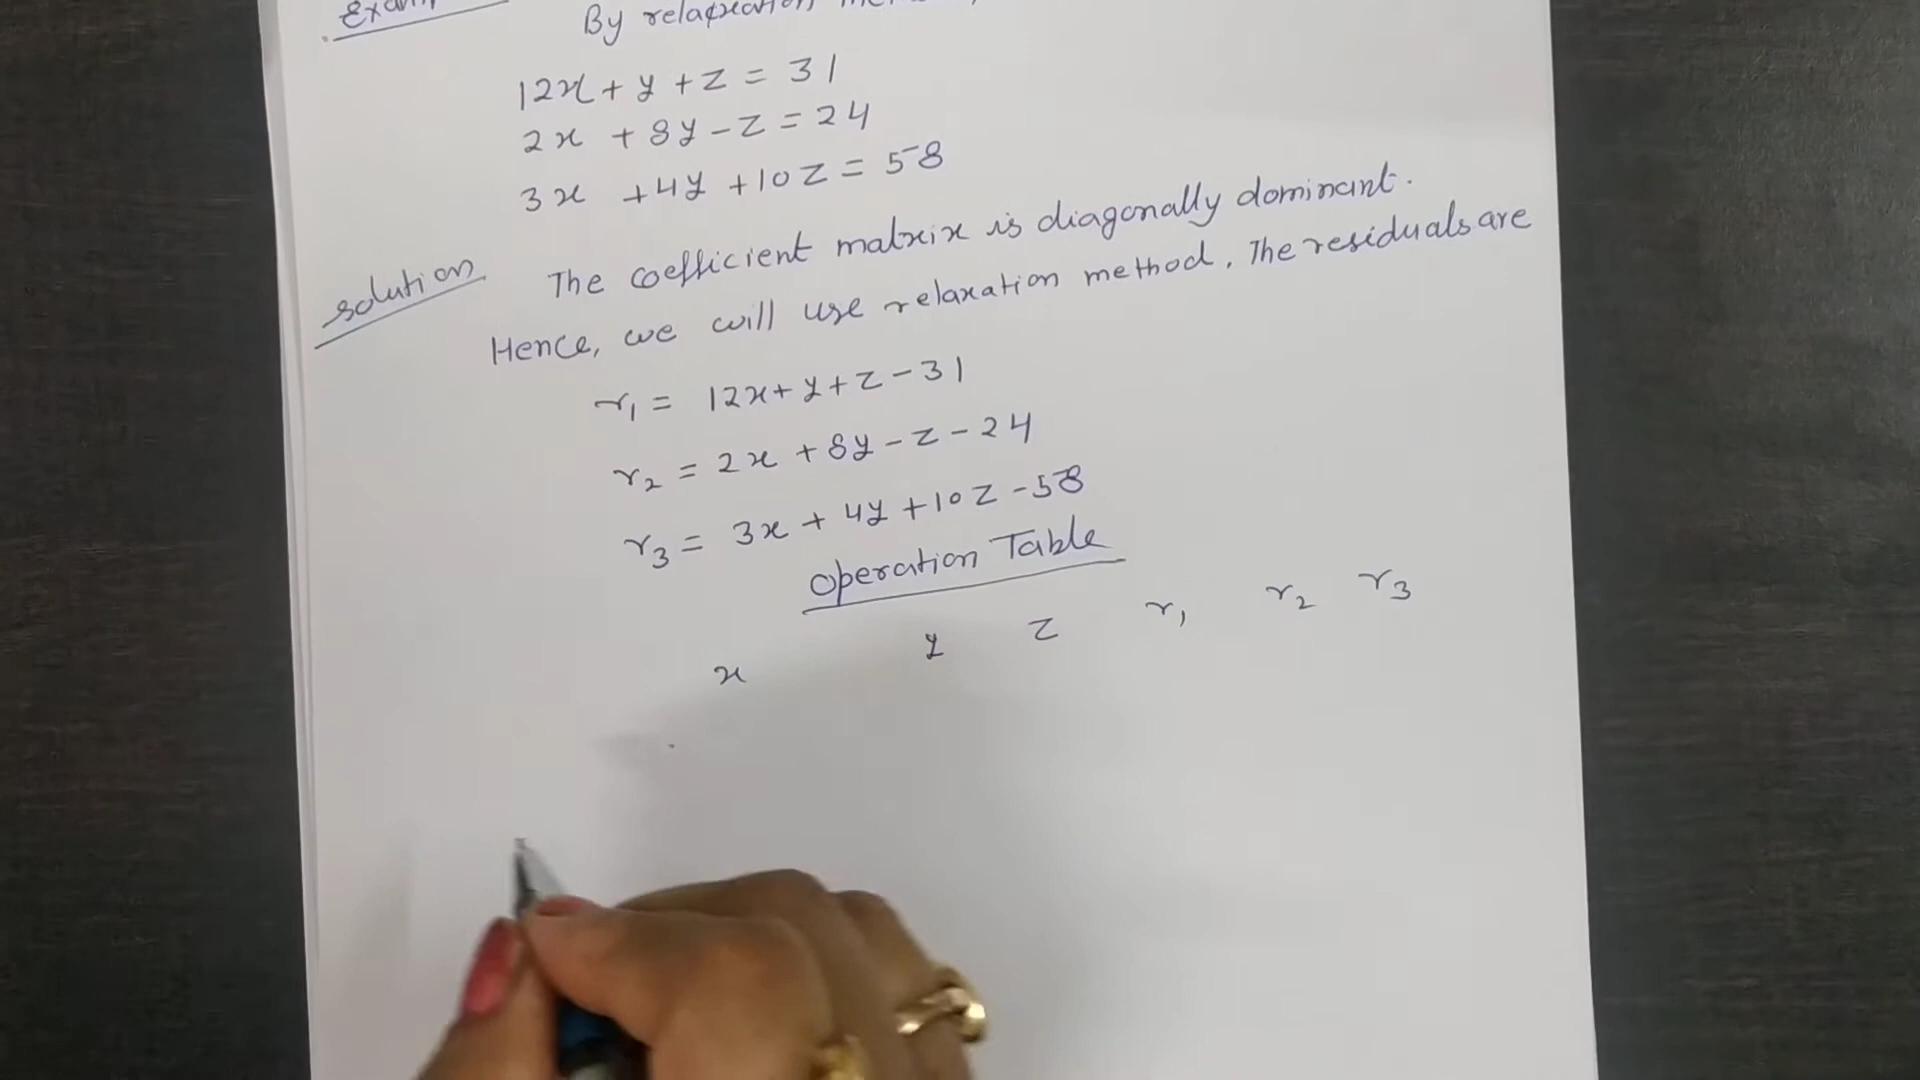 By
12x + y + z = 31
2x + 8y - z = 24
3x + 4y + 10z = 58
solution The coefficient matrix is diagonally dominant.
Hence, we will use relaxation method. The residuals are
r₁ = 12x + y + z - 31
r₂ = 2x + 8y - z - 24
r₃ = 3x + 4y + 10z - 58
Operation Table
x y z r₁ r₂ r₃